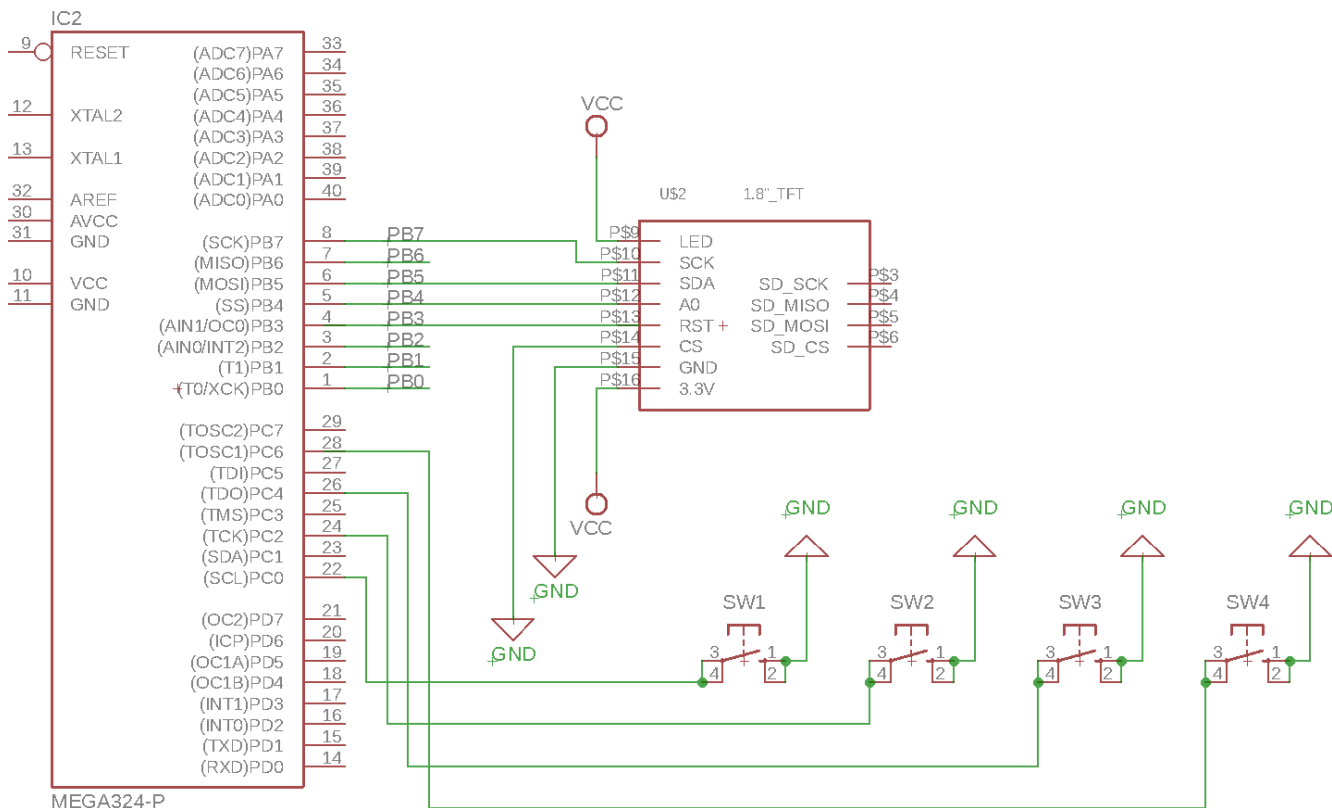 IC2
9 RESET
12 XTAL2
13 XTAL1
32 AREF
30 AVCC
31 GND
10 VCC
11 GND
(ADC7)PA7 33
(ADC6)PA6 34
(ADC5)PA5 35
(ADC4)PA4 36
(ADC3)PA3 37
(ADC2)PA2 38
(ADC1)PA1 39
(ADC0)PA0 40
(SCK)PB7 8 PB7
(MISO)PB6 7 PB6
(MOSI)PB5 6 PB5
(SS)PB4 5 PB4
(AIN1/OC0)PB3 4 PB3
(AIN0/INT2)PB2 3 PB2
(T1)PB1 2 PB1
(T0/XCK)PB0 1 PB0
(TOSC2)PC7 29
(TOSC1)PC6 28
(TDI)PC5 27
(TDO)PC4 26
(TMS)PC3 25
(TCK)PC2 24
(SDA)PC1 23
(SCL)PC0 22
(OC2)PD7 21
(ICP)PD6 20
(OC1A)PD5 19
(OC1B)PD4 18
(INT1)PD3 17
(INT0)PD2 16
(TXD)PD1 15
(RXD)PD0 14
MEGA324-P
VCC
U$2 1.8"_TFT
P$9 LED
P$10 SCK
P$11 SDA
P$12 A0
P$13 RST
P$14 CS
P$15 GND
P$16 3.3V
SD_SCK P$3
SD_MISO P$4
SD_MOSI P$5
SD_CS P$6
VCC
GND
GND
GND GND GND GND
SW1 SW2 SW3 SW4
3 1 3 1 3 1 3 1
4 2 4 2 4 2 4 2